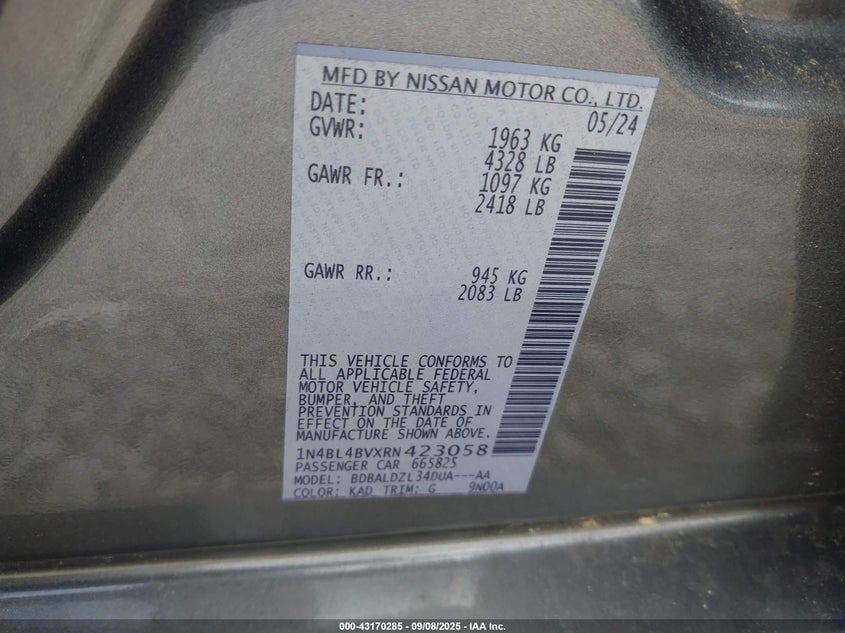 MFD BY NISSAN MOTOR CO., LTD.
DATE: 05/24
GVWR: 1963 KG
4328 LB
GAWR FR.: 1097 KG
2418 LB
GAWR RR.: 945 KG
2083 LB
THIS VEHICLE CONFORMS TO
ALL APPLICABLE FEDERAL
MOTOR VEHICLE SAFETY,
BUMPER, AND THEFT
PREVENTION STANDARDS IN
EFFECT ON THE DATE OF
MANUFACTURE SHOWN ABOVE.
1N4BL4BVXRN423058
PASSENGER CAR 665825
MODEL: BDBALDZL34DUA---AA
COLOR: KAD TRIM: G 9N00A
000-43170285 - 09/08/2025 - IAA Inc.